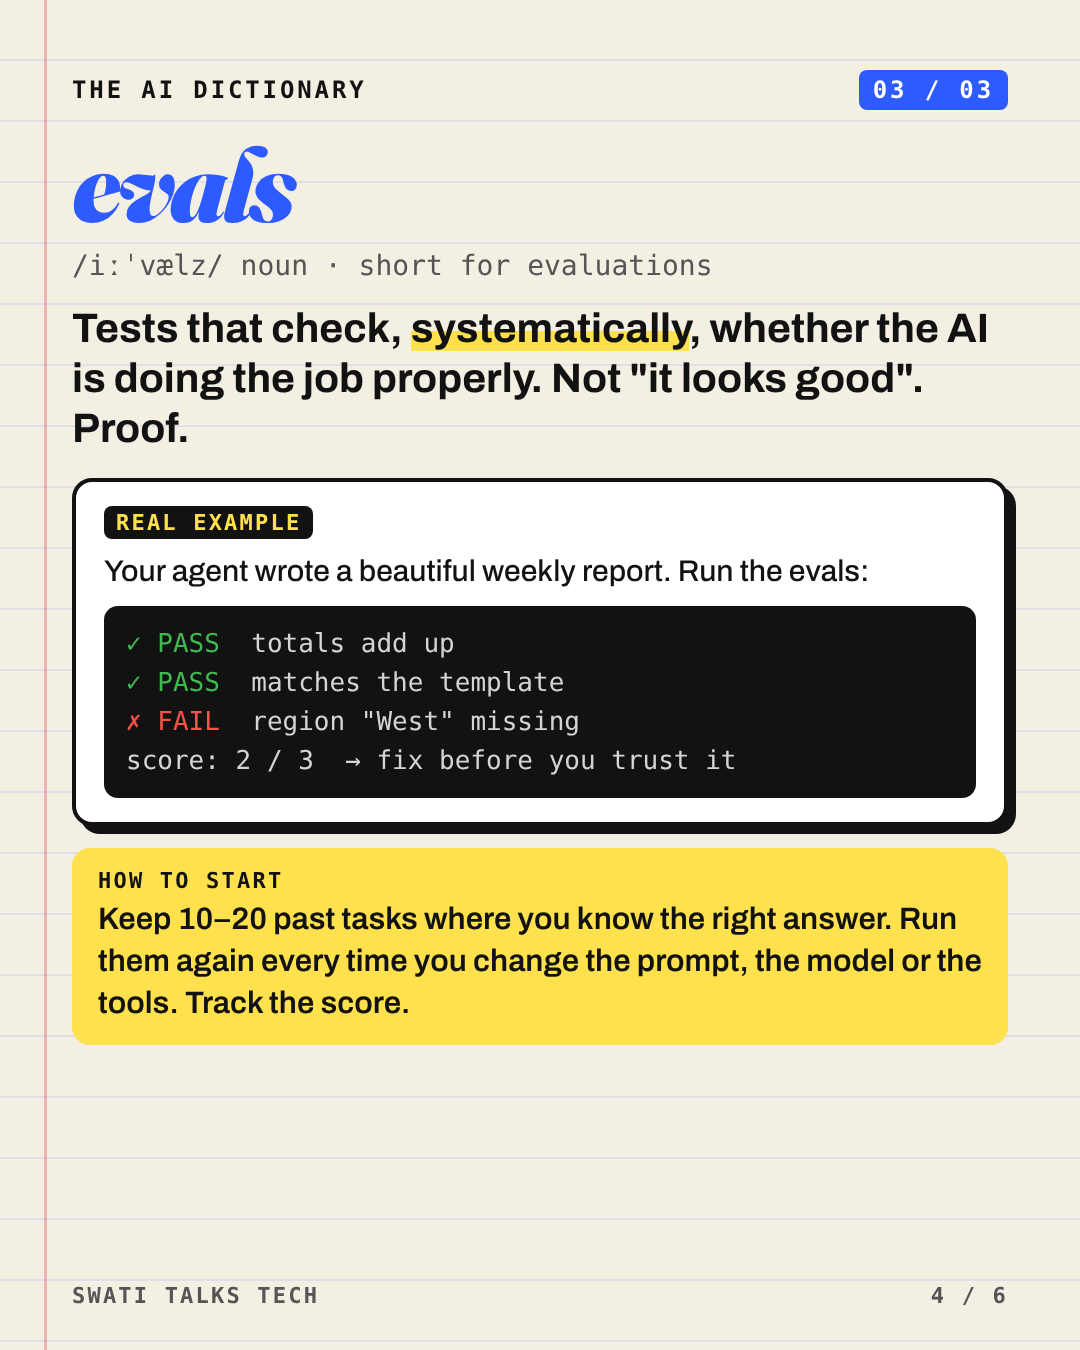 THE AI DICTIONARY
03 / 03
evals
/iːˈvælz/ noun · short for evaluations
Tests that check, systematically, whether the AI
is doing the job properly. Not "it looks good".
Proof.
REAL EXAMPLE
Your agent wrote a beautiful weekly report. Run the evals:
✓ PASS  totals add up
✓ PASS  matches the template
✗ FAIL  region "West" missing
score: 2 / 3  → fix before you trust it
HOW TO START
Keep 10–20 past tasks where you know the right answer. Run
them again every time you change the prompt, the model or the
tools. Track the score.
SWATI TALKS TECH
4 / 6